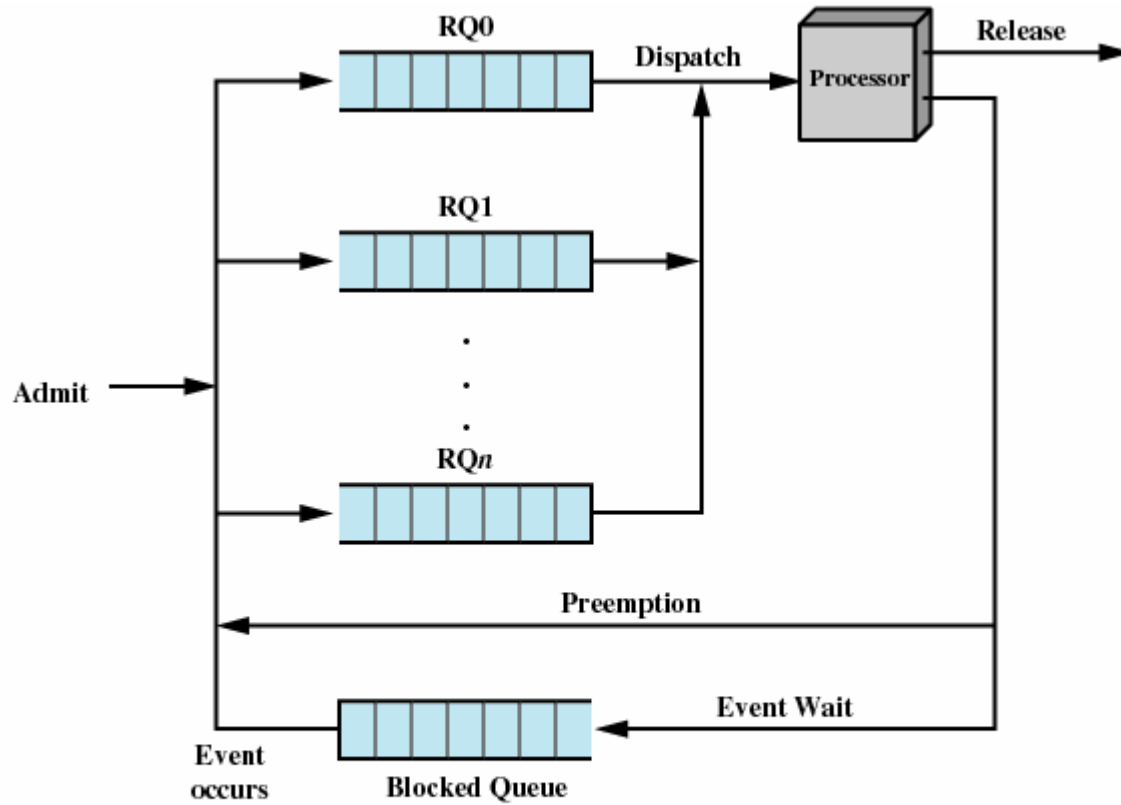 RQ0
Release
Dispatch
Processor
RQ1
Admit
RQn
Preemption
Event Wait
Event
occurs
Blocked Queue